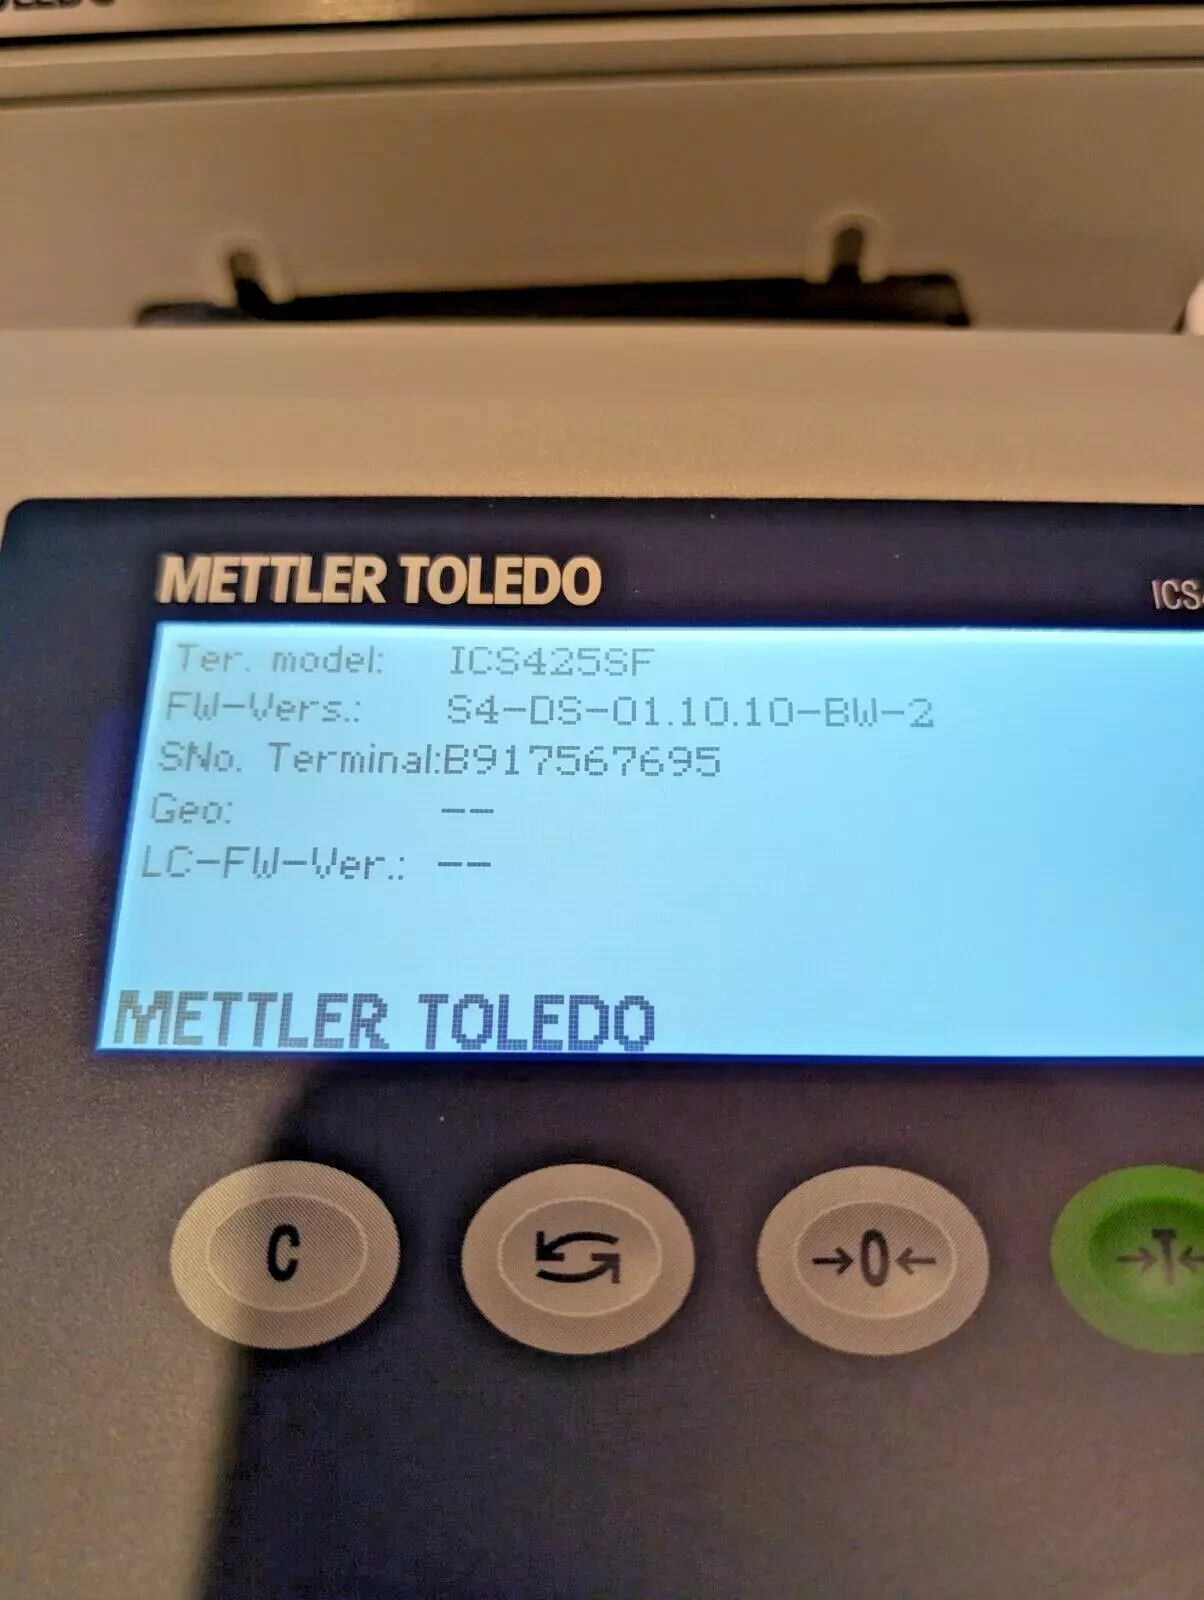 METTLER TOLEDO
Ter. model: ICS425SF
FW-Vers.: S4-DS-01.10.10-BW-2
SNo. Terminal:B917567695
Geo: --
LC-FW-Ver.: --
METTLER TOLEDO
C
→0←
→T←